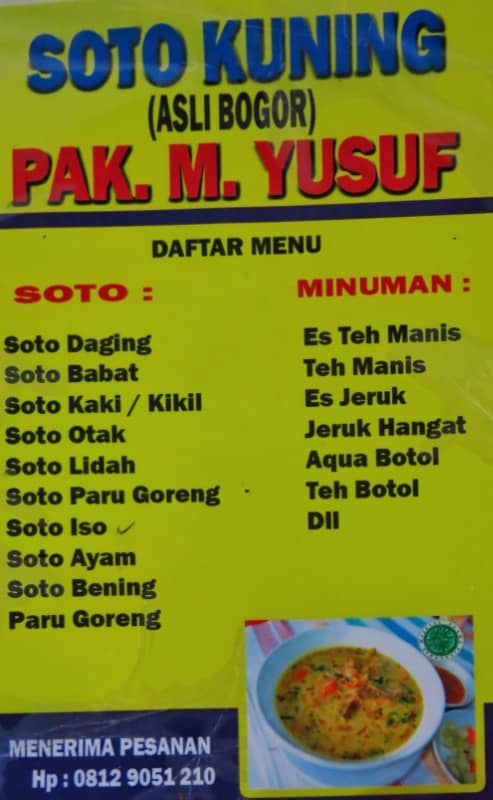 SOTO KUNING
(ASLI BOGOR)
PAK. M. YUSUF
DAFTAR MENU
SOTO :
Soto Daging
Soto Babat
Soto Kaki / Kikil
Soto Otak
Soto Lidah
Soto Paru Goreng
Soto Iso
Soto Ayam
Soto Bening
Paru Goreng
MINUMAN :
Es Teh Manis
Teh Manis
Es Jeruk
Jeruk Hangat
Aqua Botol
Teh Botol
Dll
MENERIMA PESANAN
Hp : 0812 9051 210